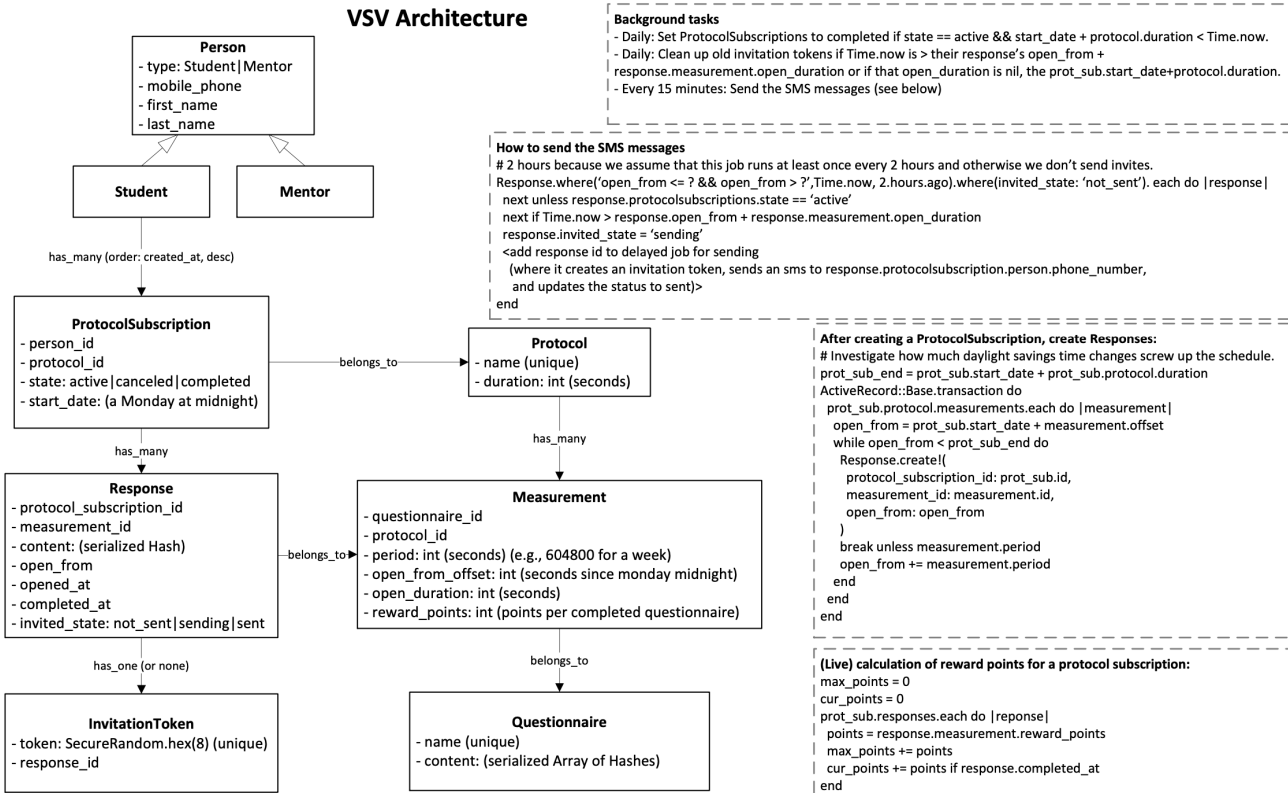 VSV Architecture
Person
- type: Student|Mentor
- mobile_phone
- first_name
- last_name
Student
Mentor
has_many (order: created_at, desc)
ProtocolSubscription
- person_id
- protocol_id
- state: active|canceled|completed
- start_date: (a Monday at midnight)
belongs_to
Protocol
- name (unique)
- duration: int (seconds)
has_many
has_many
Response
- protocol_subscription_id
- measurement_id
- content: (serialized Hash)
- open_from
- opened_at
- completed_at
- invited_state: not_sent|sending|sent
belongs_to
Measurement
- questionnaire_id
- protocol_id
- period: int (seconds) (e.g., 604800 for a week)
- open_from_offset: int (seconds since monday midnight)
- open_duration: int (seconds)
- reward_points: int (points per completed questionnaire)
has_one (or none)
belongs_to
InvitationToken
- token: SecureRandom.hex(8) (unique)
- response_id
Questionnaire
- name (unique)
- content: (serialized Array of Hashes)
Background tasks
- Daily: Set ProtocolSubscriptions to completed if state == active && start_date + protocol.duration < Time.now.
- Daily: Clean up old invitation tokens if Time.now is > their response's open_from +
response.measurement.open_duration or if that open_duration is nil, the prot_sub.start_date+protocol.duration.
- Every 15 minutes: Send the SMS messages (see below)
How to send the SMS messages
# 2 hours because we assume that this job runs at least once every 2 hours and otherwise we don't send invites.
Response.where('open_from <= ? && open_from > ?',Time.now, 2.hours.ago).where(invited_state: 'not_sent'). each do |response|
next unless response.protocolsubscriptions.state == 'active'
next if Time.now > response.open_from + response.measurement.open_duration
response.invited_state = 'sending'
<add response id to delayed job for sending
(where it creates an invitation token, sends an sms to response.protocolsubscription.person.phone_number,
and updates the status to sent)>
end
After creating a ProtocolSubscription, create Responses:
# Investigate how much daylight savings time changes screw up the schedule.
prot_sub_end = prot_sub.start_date + prot_sub.protocol.duration
ActiveRecord::Base.transaction do
prot_sub.protocol.measurements.each do |measurement|
open_from = prot_sub.start_date + measurement.offset
while open_from < prot_sub_end do
Response.create!(
protocol_subscription_id: prot_sub.id,
measurement_id: measurement.id,
open_from: open_from
)
break unless measurement.period
open_from += measurement.period
end
end
end
(Live) calculation of reward points for a protocol subscription:
max_points = 0
cur_points = 0
prot_sub.responses.each do |reponse|
points = response.measurement.reward_points
max_points += points
cur_points += points if response.completed_at
end